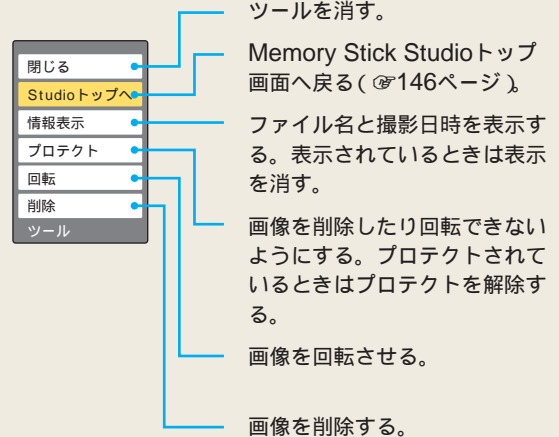 閉じる
Studioトップへ
情報表示
プロテクト
回転
削除
ツール
ツールを消す。
Memory Stick Studioトップ
画面へ戻る(☞146ページ)。
ファイル名と撮影日時を表示す
る。表示されているときは表示
を消す。
画像を削除したり回転できない
ようにする。プロテクトされて
いるときはプロテクトを解除す
る。
画像を回転させる。
画像を削除する。